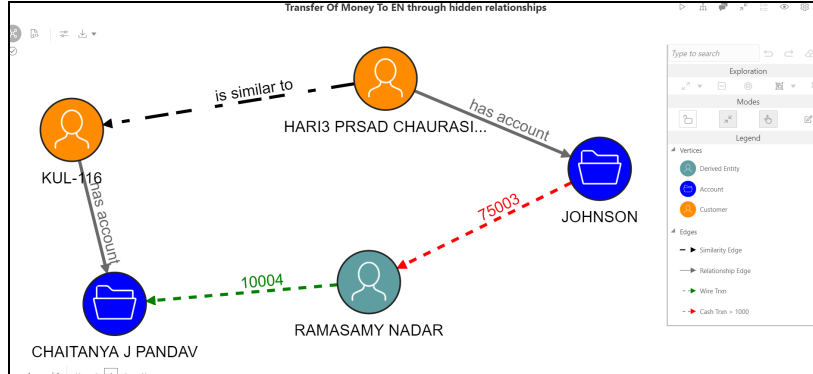 Transfer Of Money To EN through hidden relationships
is similar to
HARI3 PRSAD CHAURASI...
has account
KUL-116
has account
JOHNSON
75003
10004
RAMASAMY NADAR
CHAITANYA J PANDAV
Type to search
Exploration
Modes
Legend
Vertices
Derived Entity
Account
Customer
Edges
Similarity Edge
Relationship Edge
Wire Trxn
Cash Trxn > 1000